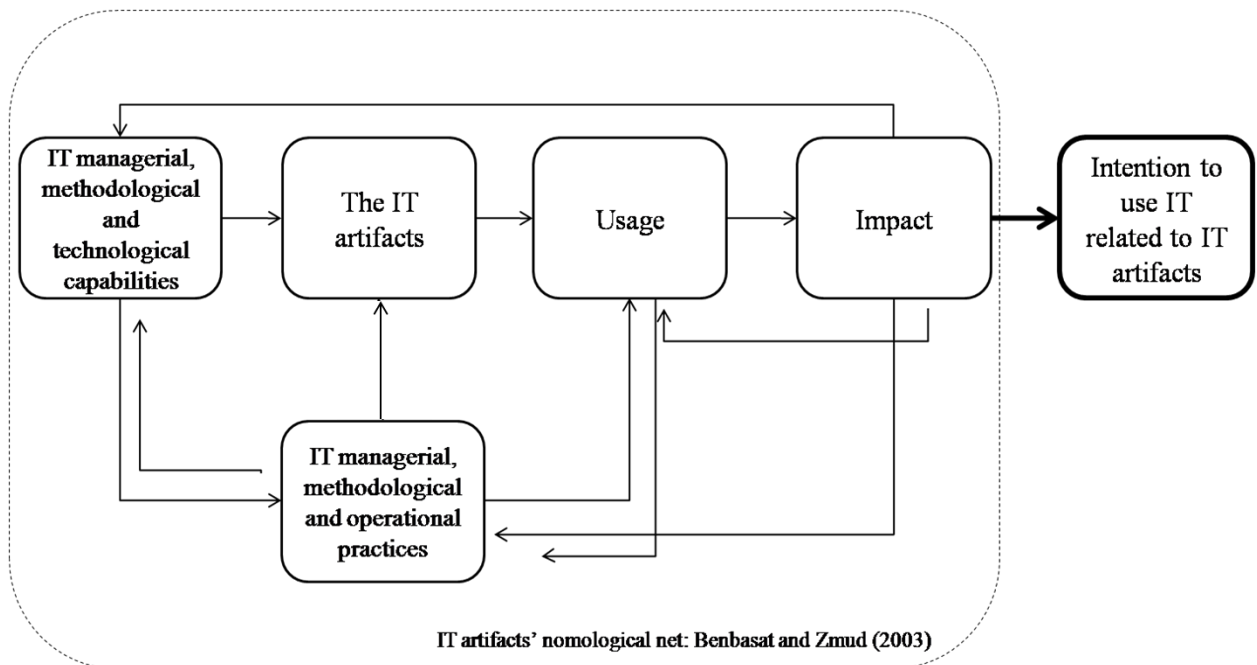 IT managerial,
methodological
and
technological
capabilities
The IT
artifacts
Usage
Impact
Intention to
use IT
related to IT
artifacts
IT managerial,
methodological
and operational
practices
IT artifacts’ nomological net: Benbasat and Zmud (2003)